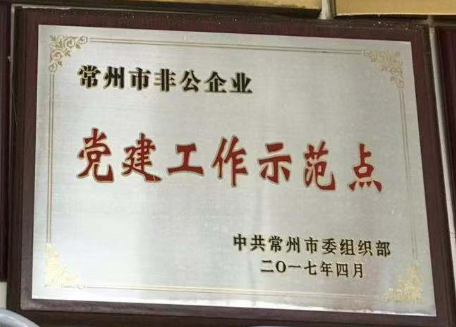 常州市非公企业
党建工作示范点
中共常州市委组织部
二〇一七年四月